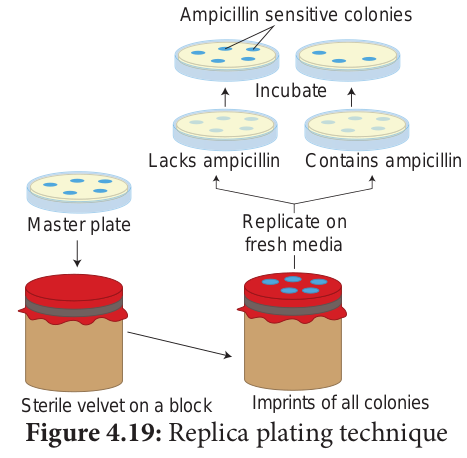 Ampicillin sensitive colonies
Incubate
Lacks ampicillin
Contains ampicillin
Master plate
Replicate on
fresh media
Sterile velvet on a block
Imprints of all colonies
Figure 4.19: Replica plating technique